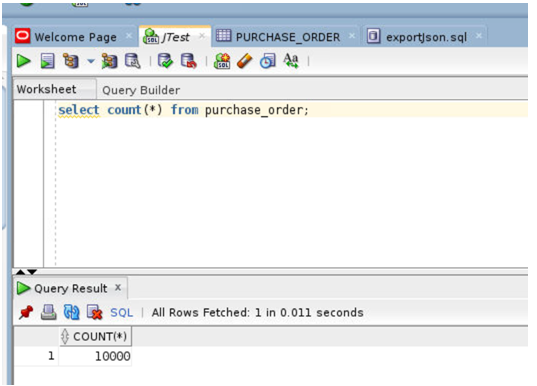 Welcome Page JTest PURCHASE_ORDER exportJson.sql
Worksheet Query Builder
select count(*) from purchase_order;
Query Result x
SQL | All Rows Fetched: 1 in 0.011 seconds
COUNT(*)
1 10000